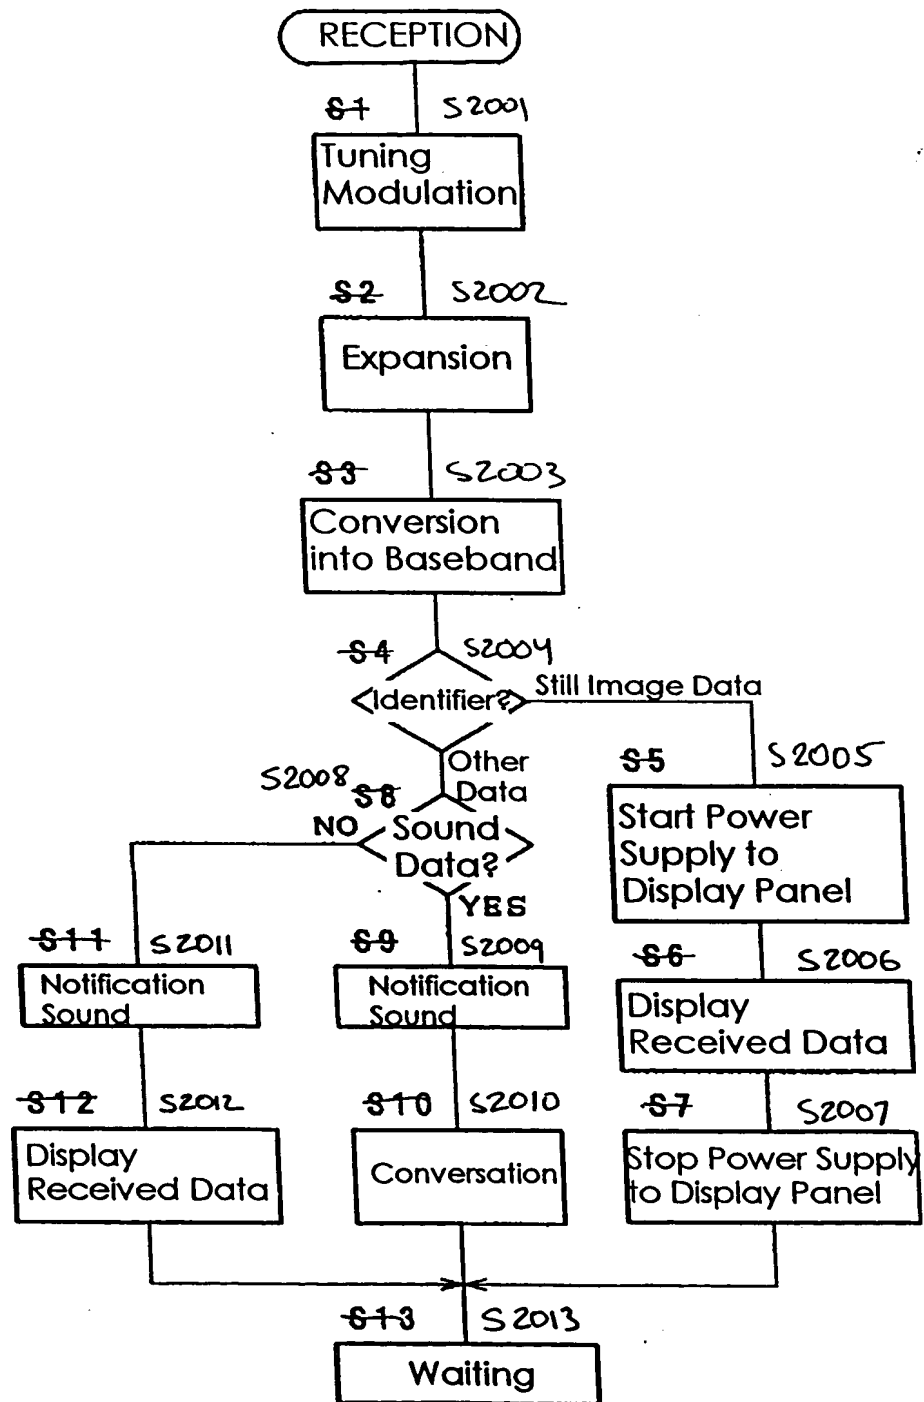 RECEPTION
S1 S2001
Tuning
Modulation
S2 S2002
Expansion
S3 S2003
Conversion
into Baseband
S4 S2004
Identifier?
Still Image Data
Other
Data
S5 S2005
Start Power
Supply to
Display Panel
S2008 S8
NO
Sound
Data?
YES
S11 S2011
Notification
Sound
S9 S2009
Notification
Sound
S6 S2006
Display
Received Data
S12 S2012
Display
Received Data
S10 S2010
Conversation
S7 S2007
Stop Power Supply
to Display Panel
S13 S2013
Waiting